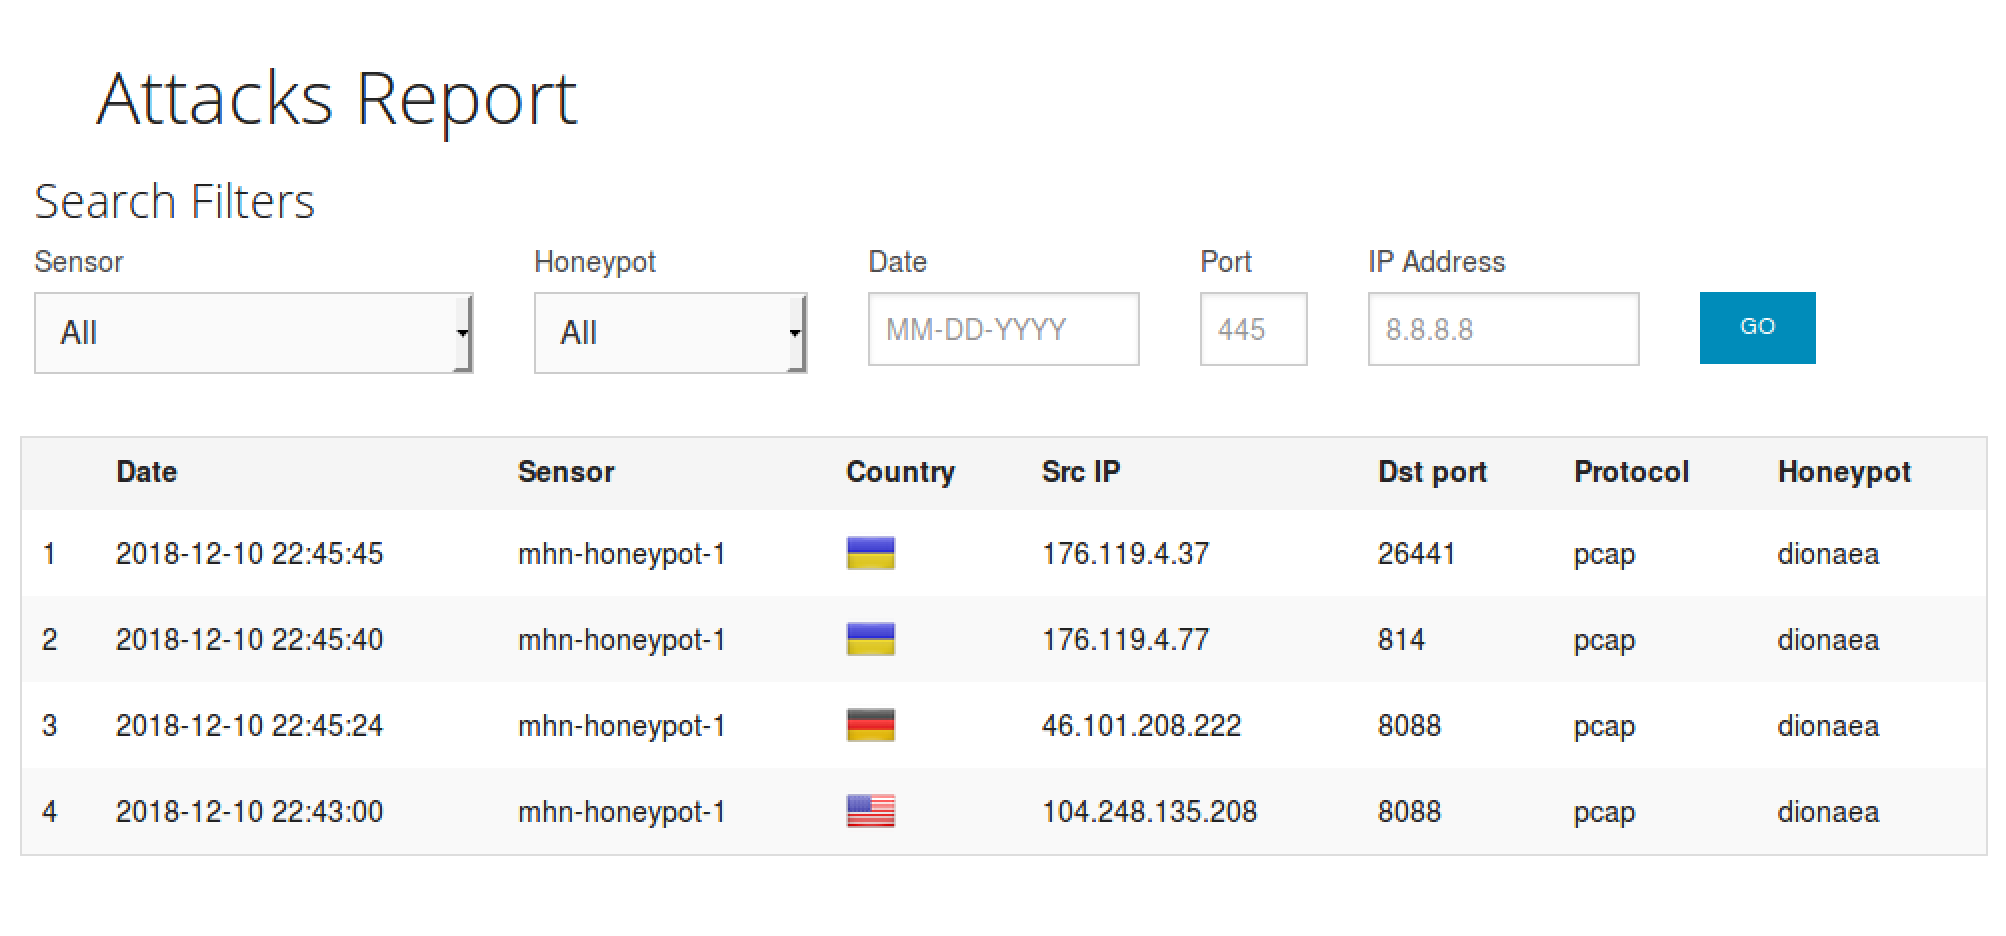 Attacks Report
Search Filters
Sensor Honeypot Date Port IP Address
All All MM-DD-YYYY 445 8.8.8.8 GO
Date Sensor Country Src IP Dst port Protocol Honeypot
1 2018-12-10 22:45:45 mhn-honeypot-1 176.119.4.37 26441 pcap dionaea
2 2018-12-10 22:45:40 mhn-honeypot-1 176.119.4.77 814 pcap dionaea
3 2018-12-10 22:45:24 mhn-honeypot-1 46.101.208.222 8088 pcap dionaea
4 2018-12-10 22:43:00 mhn-honeypot-1 104.248.135.208 8088 pcap dionaea